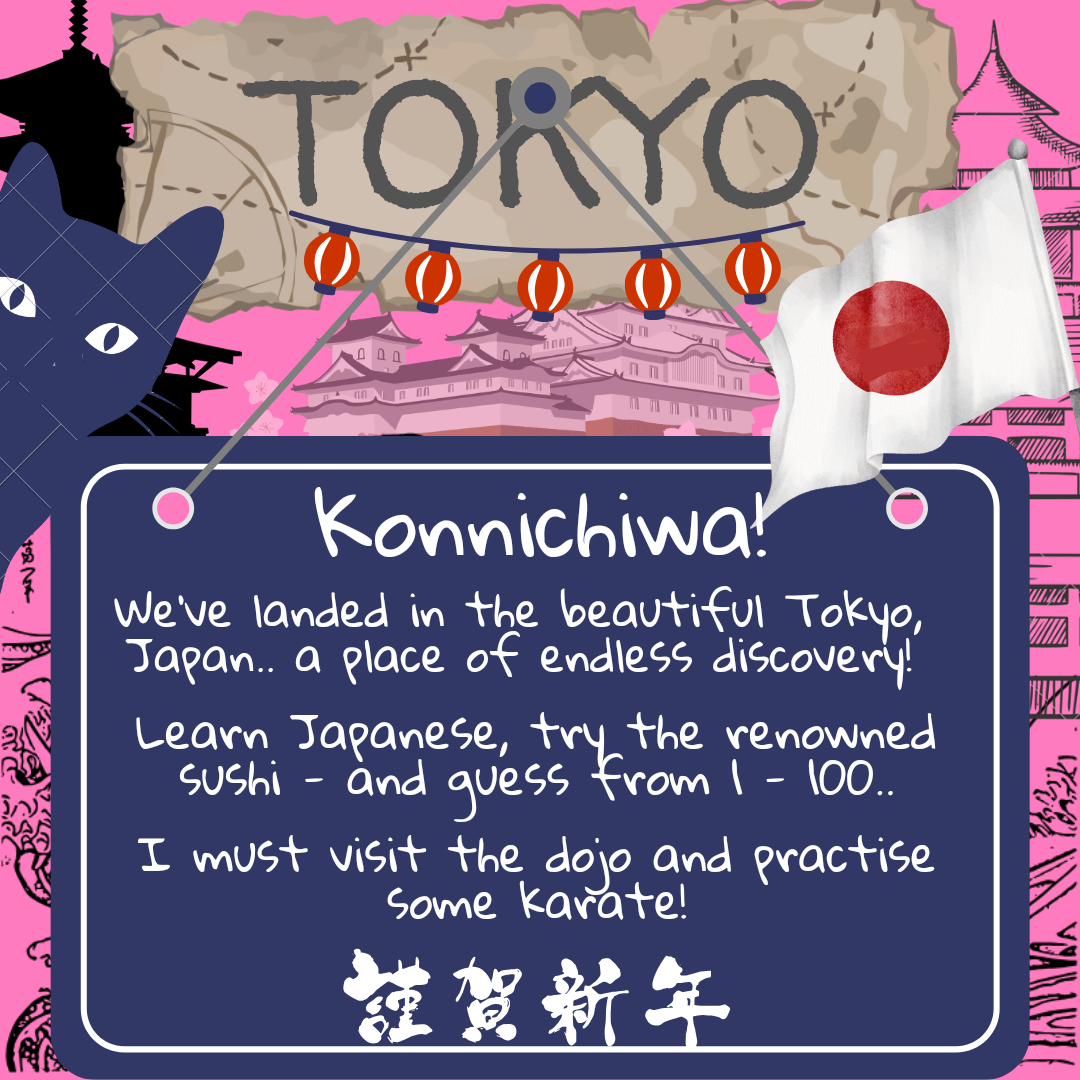 TOKYO
Konnichiwa!
We've landed in the beautiful Tokyo,
Japan.. a place of endless discovery!
Learn Japanese, try the renowned
sushi - and guess from 1 - 100..
I must visit the dojo and practise
some karate!
謹賀新年